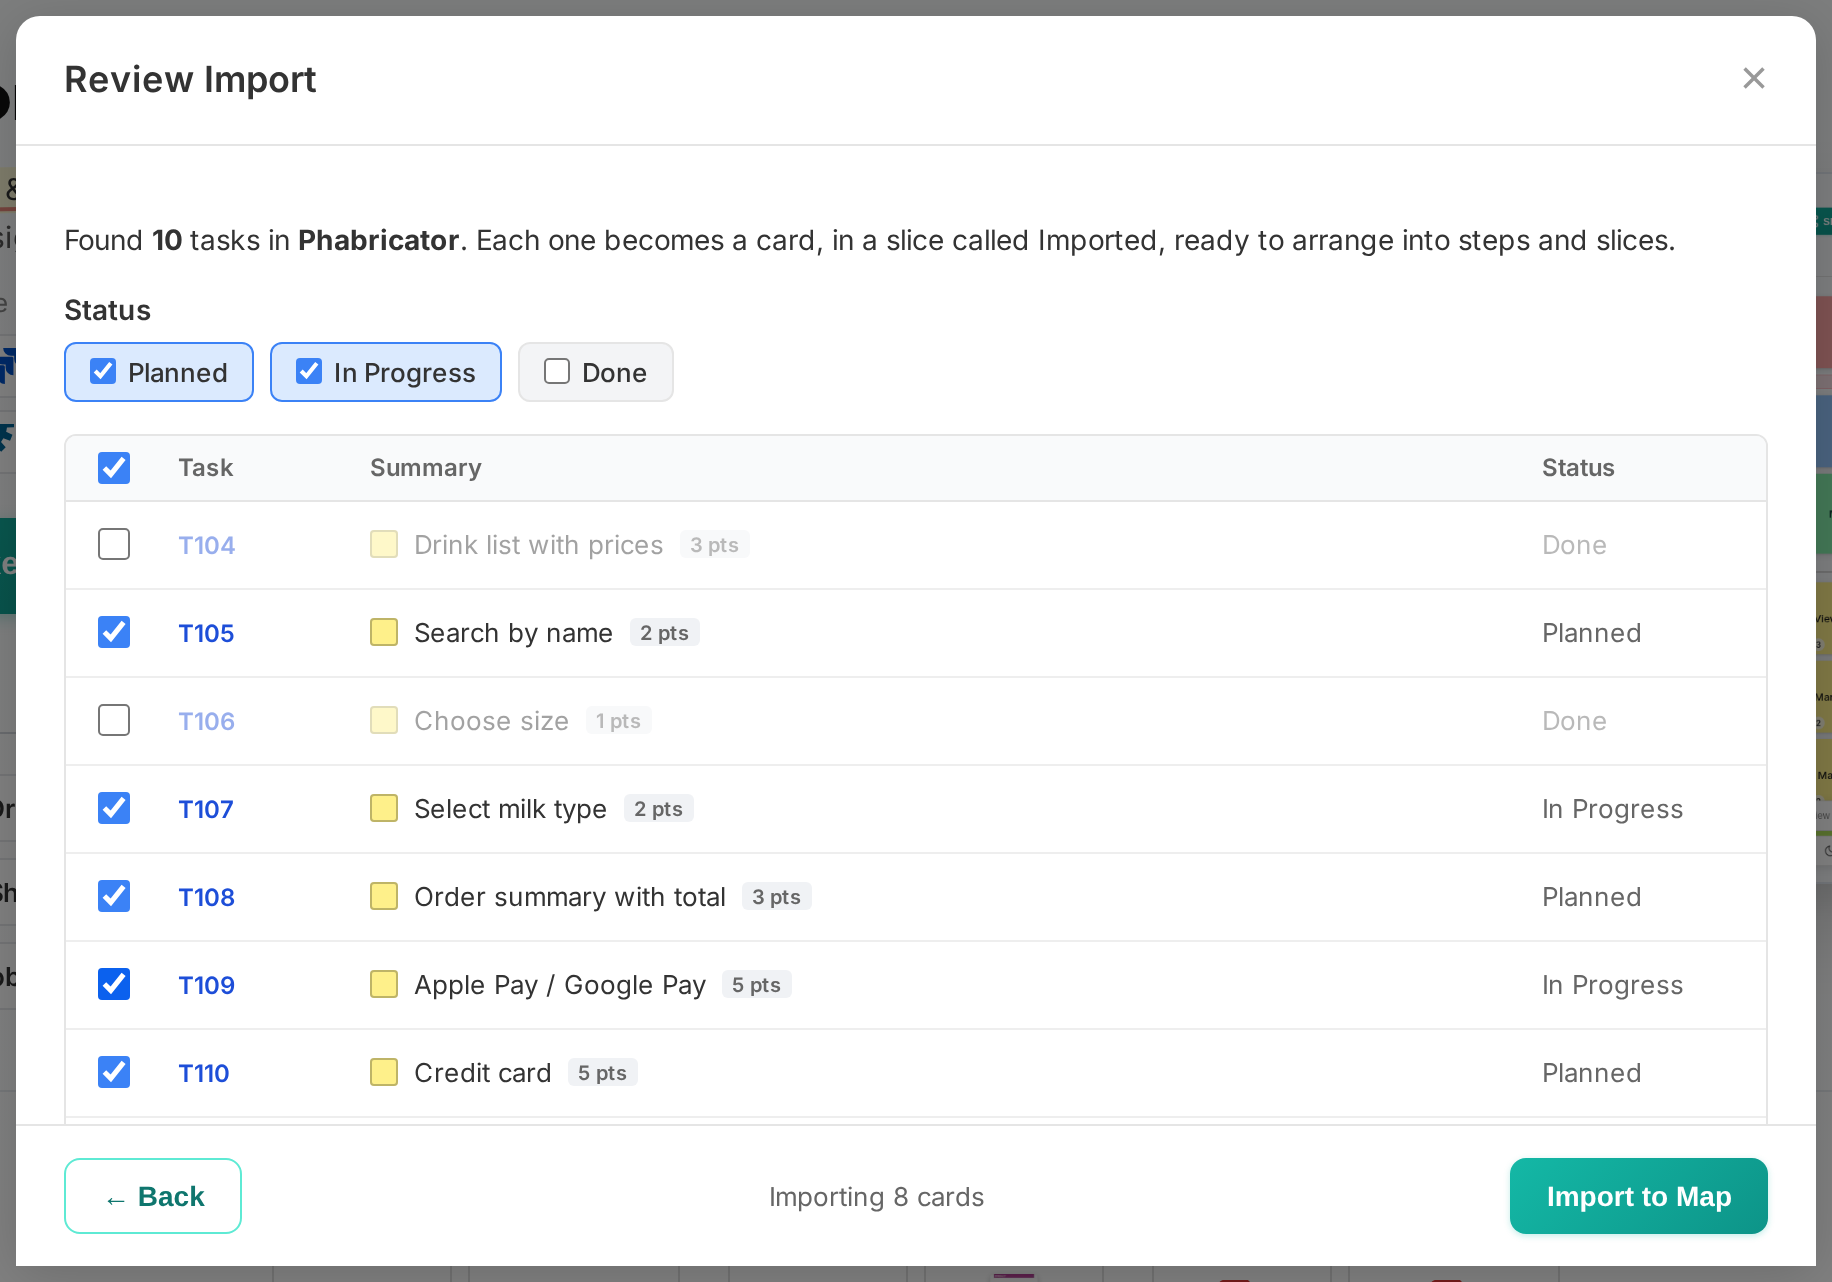 Review Import
Found 10 tasks in Phabricator. Each one becomes a card, in a slice called Imported, ready to arrange into steps and slices.
Status
Planned
In Progress
Done
Task Summary Status
T104 Drink list with prices 3 pts Done
T105 Search by name 2 pts Planned
T106 Choose size 1 pts Done
T107 Select milk type 2 pts In Progress
T108 Order summary with total 3 pts Planned
T109 Apple Pay / Google Pay 5 pts In Progress
T110 Credit card 5 pts Planned
← Back
Importing 8 cards
Import to Map